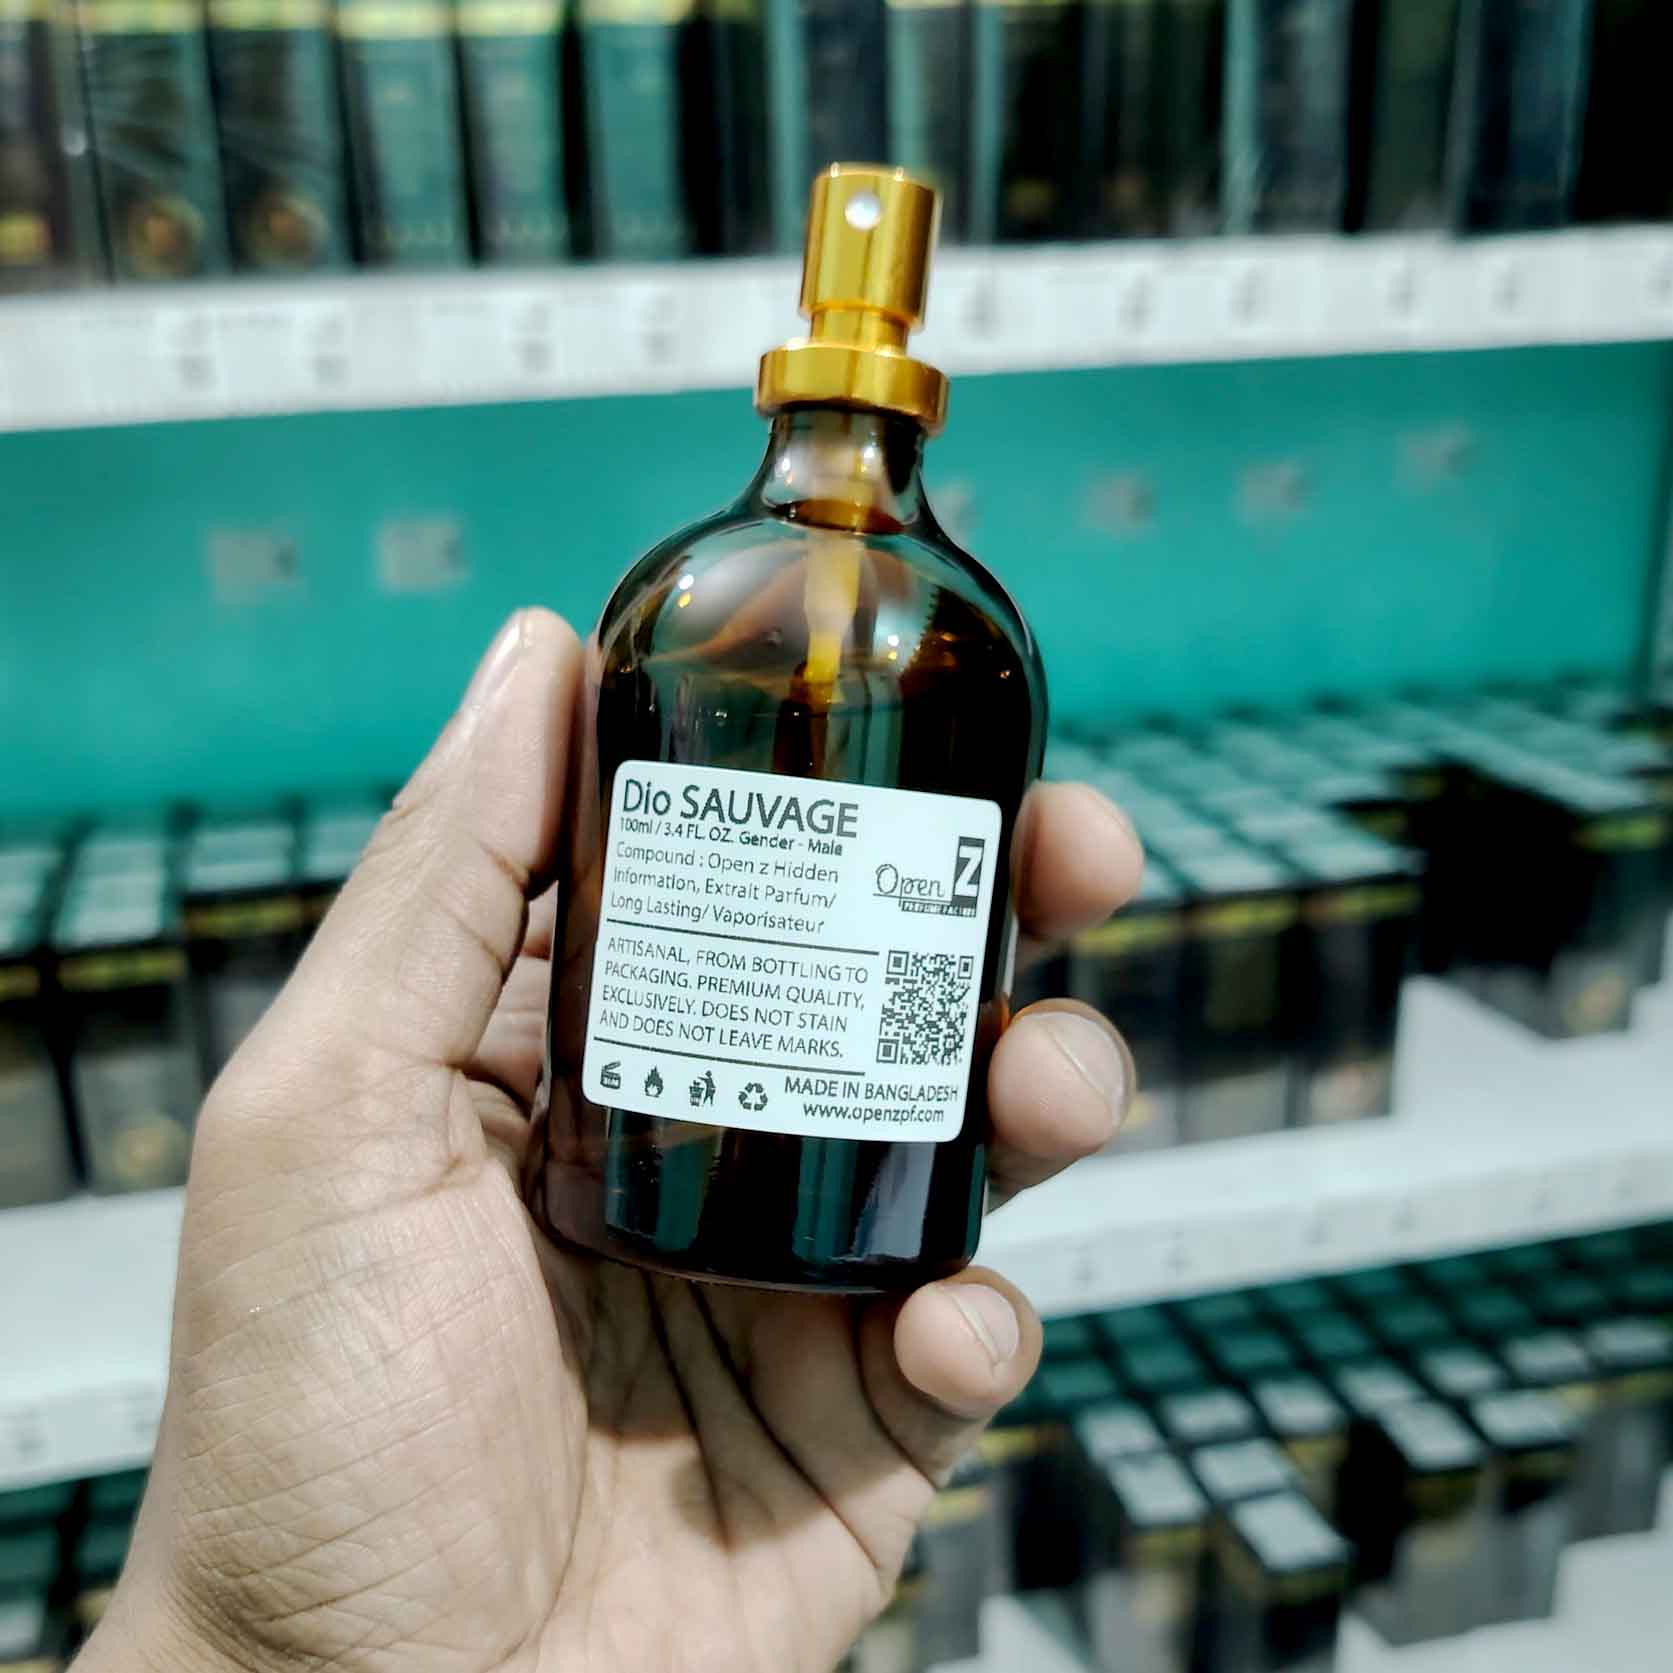 Dio SAUVAGE
100ml / 3.4 FL. OZ. Gender - Male
Compound : Open z Hidden
Information, Extrait Parfum/
Long Lasting/ Vaporisateur
Open Z
PERFUME FACTORY
ARTISANAL, FROM BOTTLING TO
PACKAGING. PREMIUM QUALITY,
EXCLUSIVELY. DOES NOT STAIN
AND DOES NOT LEAVE MARKS.
MADE IN BANGLADESH
www.openzpf.com